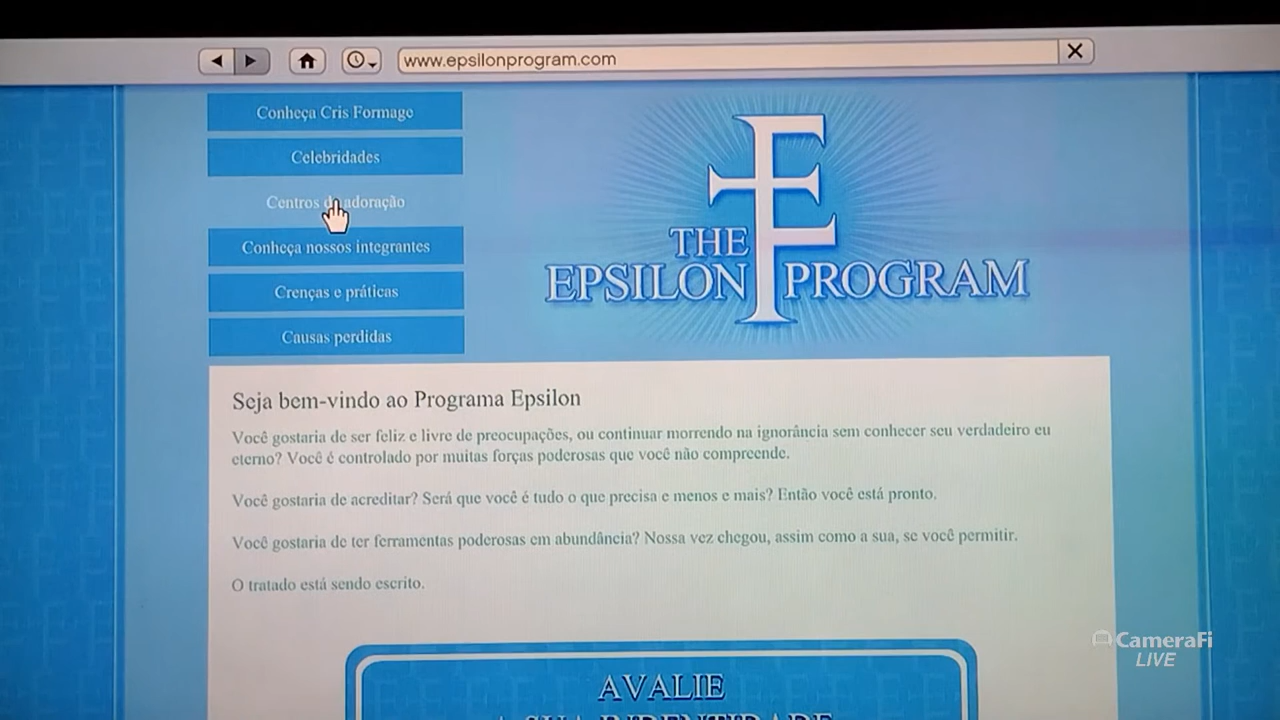 www.epsilonprogram.com
Conheça Cris Formage
Celebridades
Centros de adoração
Conheça nossos integrantes
Crenças e práticas
Causas perdidas
THE
EPSILON PROGRAM
Seja bem-vindo ao Programa Epsilon
Você gostaria de ser feliz e livre de preocupações, ou continuar morrendo na ignorância sem conhecer seu verdadeiro eu
eterno? Você é controlado por muitas forças poderosas que você não compreende.
Você gostaria de acreditar? Será que você é tudo o que precisa e menos e mais? Então você está pronto.
Você gostaria de ter ferramentas poderosas em abundância? Nossa vez chegou, assim como a sua, se você permitir.
O tratado está sendo escrito.
AVALIE
A SUA IDENTIDADE
CameraFi
LIVE